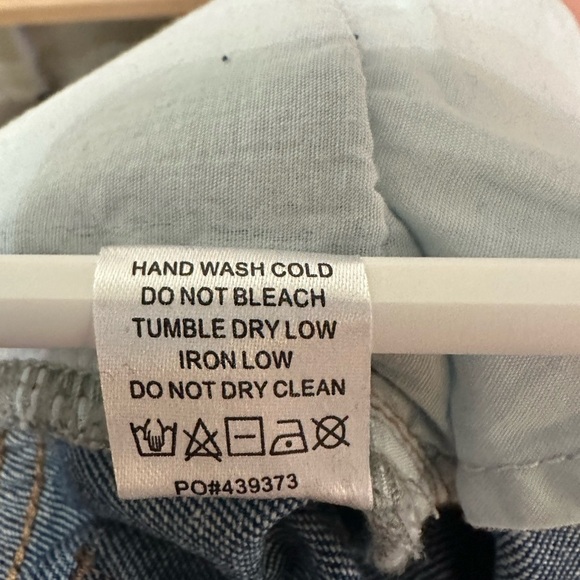 HAND WASH COLD
DO NOT BLEACH
TUMBLE DRY LOW
IRON LOW
DO NOT DRY CLEAN
PO#439373